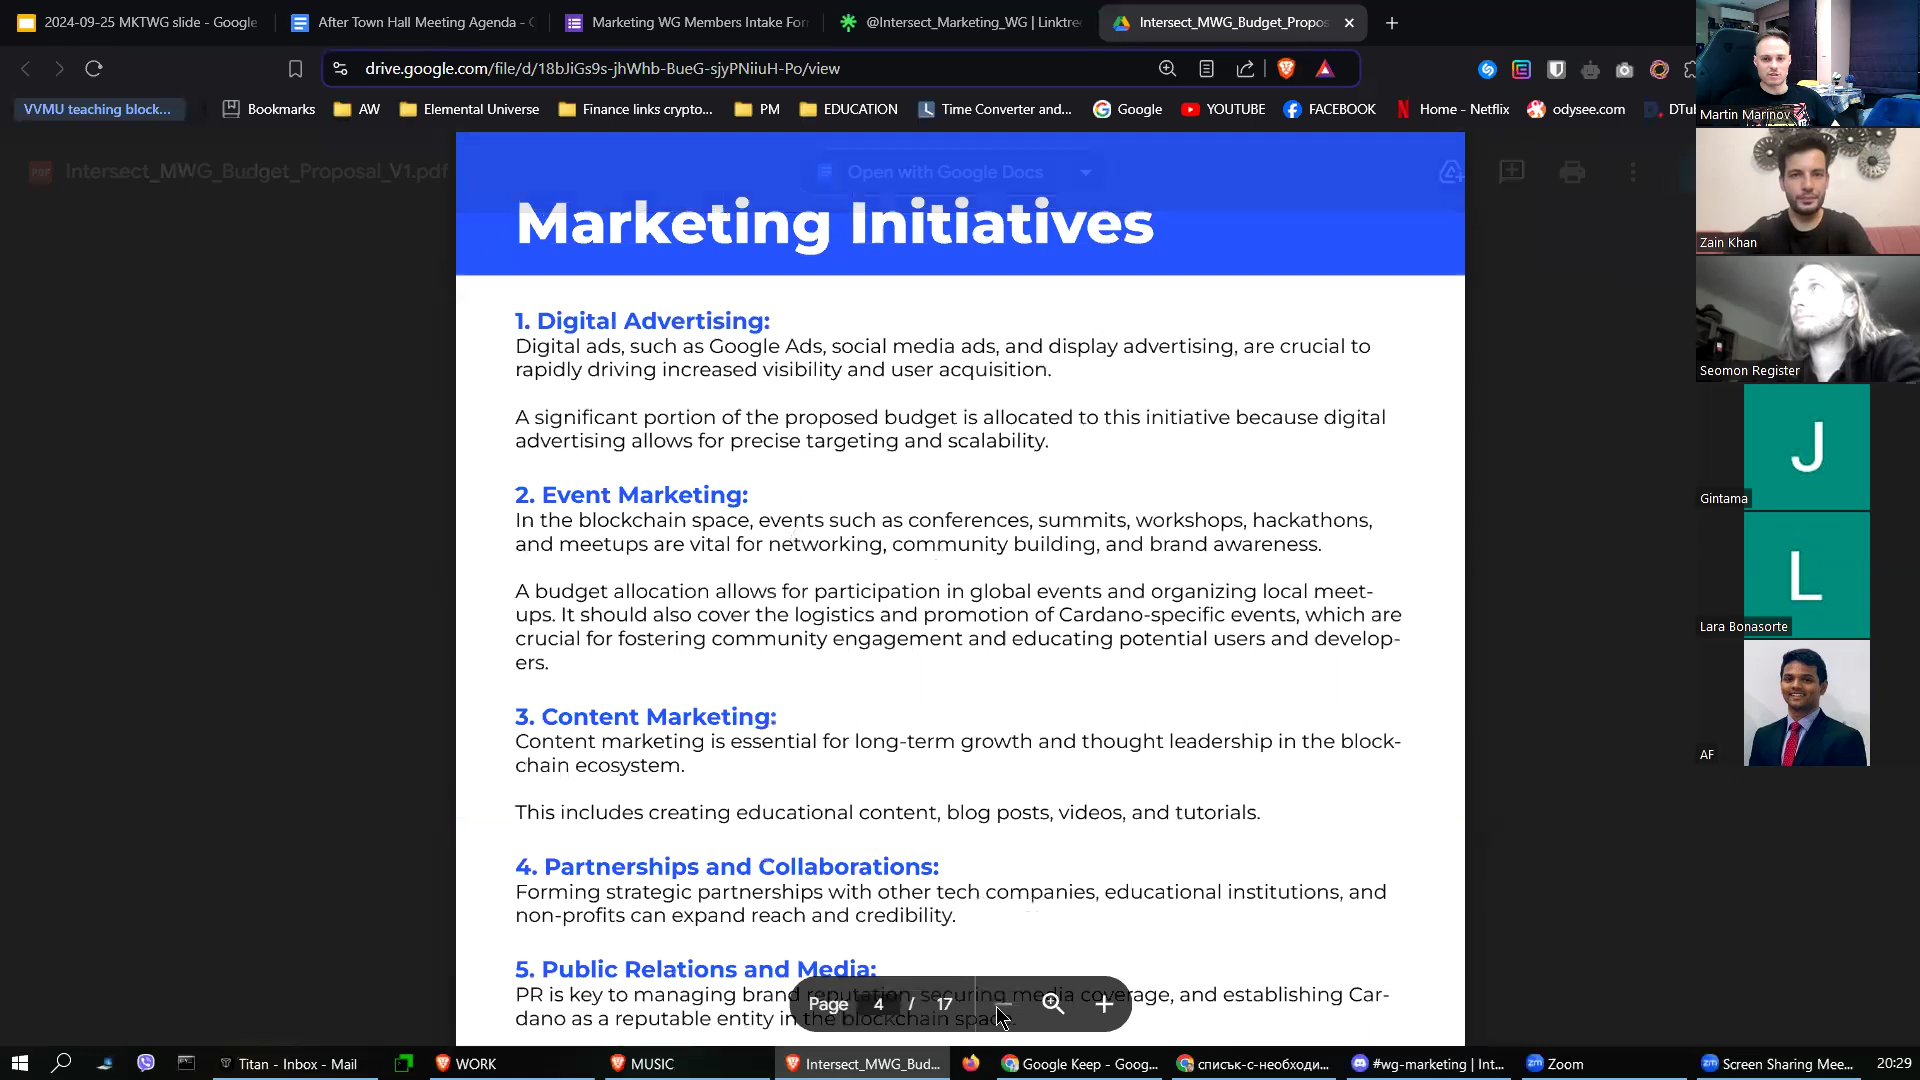 2024-09-25 MKTWG slide - Google
After Town Hall Meeting Agenda -
Marketing WG Members Intake For
@Intersect_Marketing_WG | Linktree
Intersect_MWG_Budget_Propos
drive.google.com/file/d/18bJiGs9s-jhWhb-BueG-sjyPNiiuH-Po/view
VVMU teaching block...
Bookmarks
AW
Elemental Universe
Finance links crypto...
PM
EDUCATION
Time Converter and...
Google
YOUTUBE
FACEBOOK
Home - Netflix
odysee.com
DTub
PDF
Intersect_MWG_Budget_Proposal_V1.pdf
Open with Google Docs
Marketing Initiatives
1. Digital Advertising:
Digital ads, such as Google Ads, social media ads, and display advertising, are crucial to
rapidly driving increased visibility and user acquisition.
A significant portion of the proposed budget is allocated to this initiative because digital
advertising allows for precise targeting and scalability.
2. Event Marketing:
In the blockchain space, events such as conferences, summits, workshops, hackathons,
and meetups are vital for networking, community building, and brand awareness.
A budget allocation allows for participation in global events and organizing local meet-
ups. It should also cover the logistics and promotion of Cardano-specific events, which are
crucial for fostering community engagement and educating potential users and develop-
ers.
3. Content Marketing:
Content marketing is essential for long-term growth and thought leadership in the block-
chain ecosystem.
This includes creating educational content, blog posts, videos, and tutorials.
4. Partnerships and Collaborations:
Forming strategic partnerships with other tech companies, educational institutions, and
non-profits can expand reach and credibility.
5. Public Relations and Media:
PR is key to managing brand reputation, securing media coverage, and establishing Car-
dano as a reputable entity in the blockchain space.
Page 4 / 17
Martin Marinov
Zain Khan
Seomon Register
J
Gintama
L
Lara Bonasorte
AF
Titan - Inbox - Mail
WORK
MUSIC
Intersect_MWG_Bud...
Google Keep - Goog...
списък-с-необходи...
#wg-marketing | Int...
zm
Zoom
zm
Screen Sharing Mee...
20:29